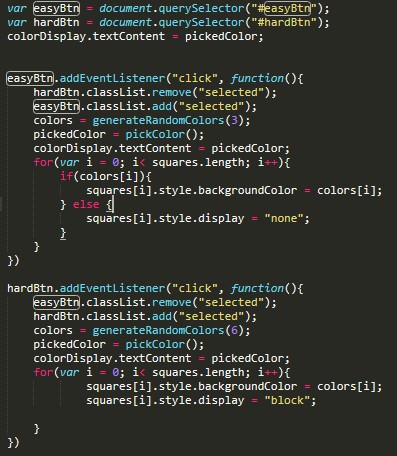 var easyBtn = document.querySelector("#easyBtn");
var hardBtn = document.querySelector("#hardBtn");
colorDisplay.textContent = pickedColor;
easyBtn.addEventListener("click", function(){
hardBtn.classList.remove("selected");
easyBtn.classList.add("selected");
colors = generateRandomColors(3);
pickedColor = pickColor();
colorDisplay.textContent = pickedColor;
for(var i = 0; i< squares.length; i++){
if(colors[i]){
squares[i].style.backgroundColor = colors[i];
} else {
squares[i].style.display = "none";
}
}
})
hardBtn.addEventListener("click", function(){
easyBtn.classList.remove("selected");
hardBtn.classList.add("selected");
colors = generateRandomColors(6);
pickedColor = pickColor();
colorDisplay.textContent = pickedColor;
for(var i = 0; i< squares.length; i++){
squares[i].style.backgroundColor = colors[i];
squares[i].style.display = "block";
}
})